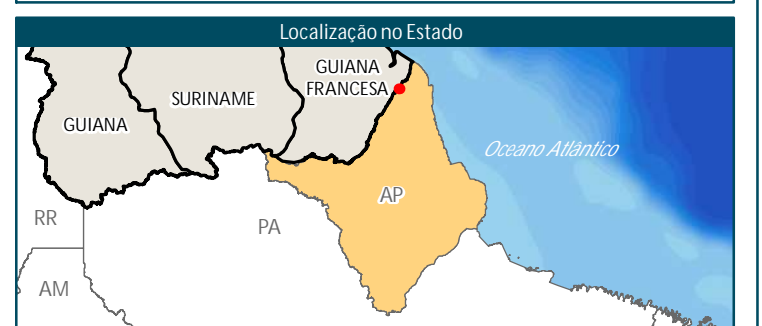 Localização no Estado
GUIANA
FRANCESA
SURINAME
GUIANA
Oceano Atlântico
AP
RR
PA
AM